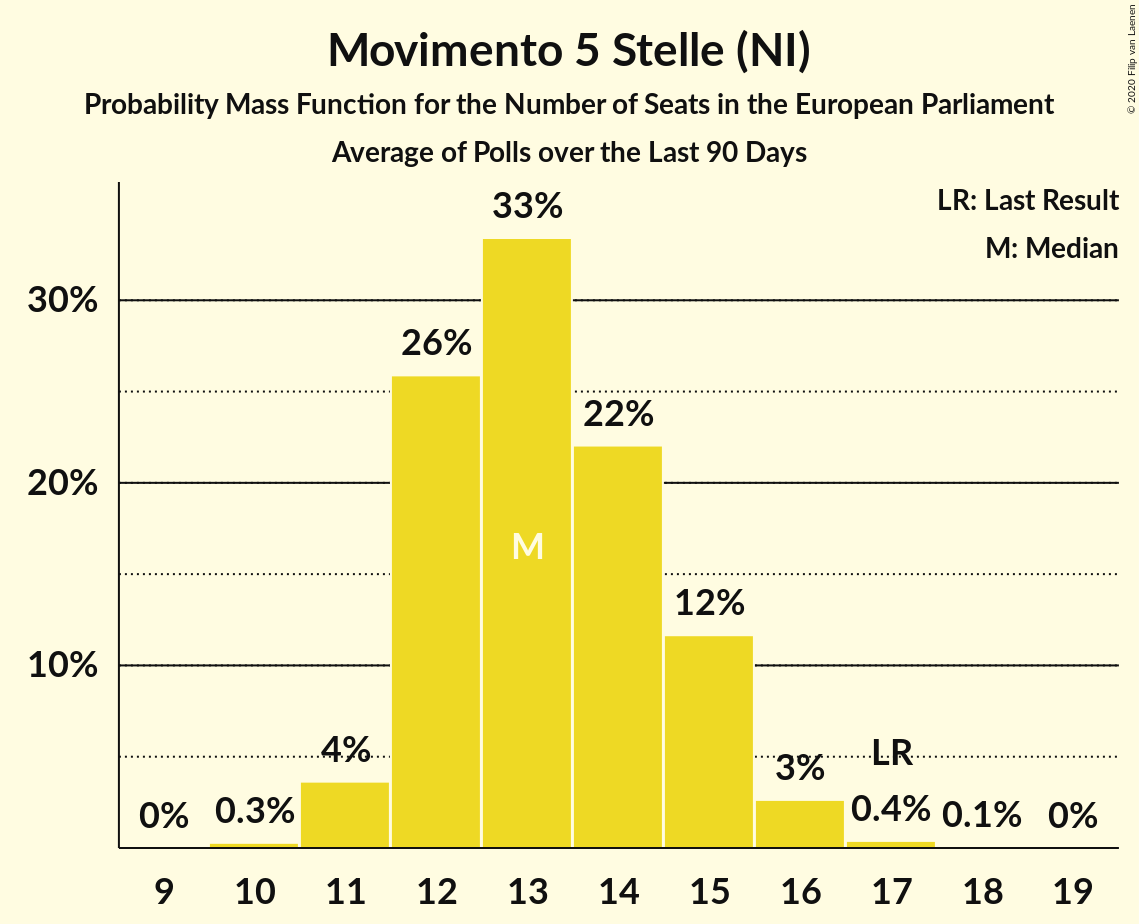 Movimento 5 Stelle (NI)
Probability Mass Function for the Number of Seats in the European Parliament
Average of Polls over the Last 90 Days
© 2020 Filip van Laenen
LR: Last Result
M: Median
33%
30%
26%
22%
20%
M
12%
10%
4%
3%
LR
0%
0.3%
0.4%
0.1%
0%
9 10 11 12 13 14 15 16 17 18 19